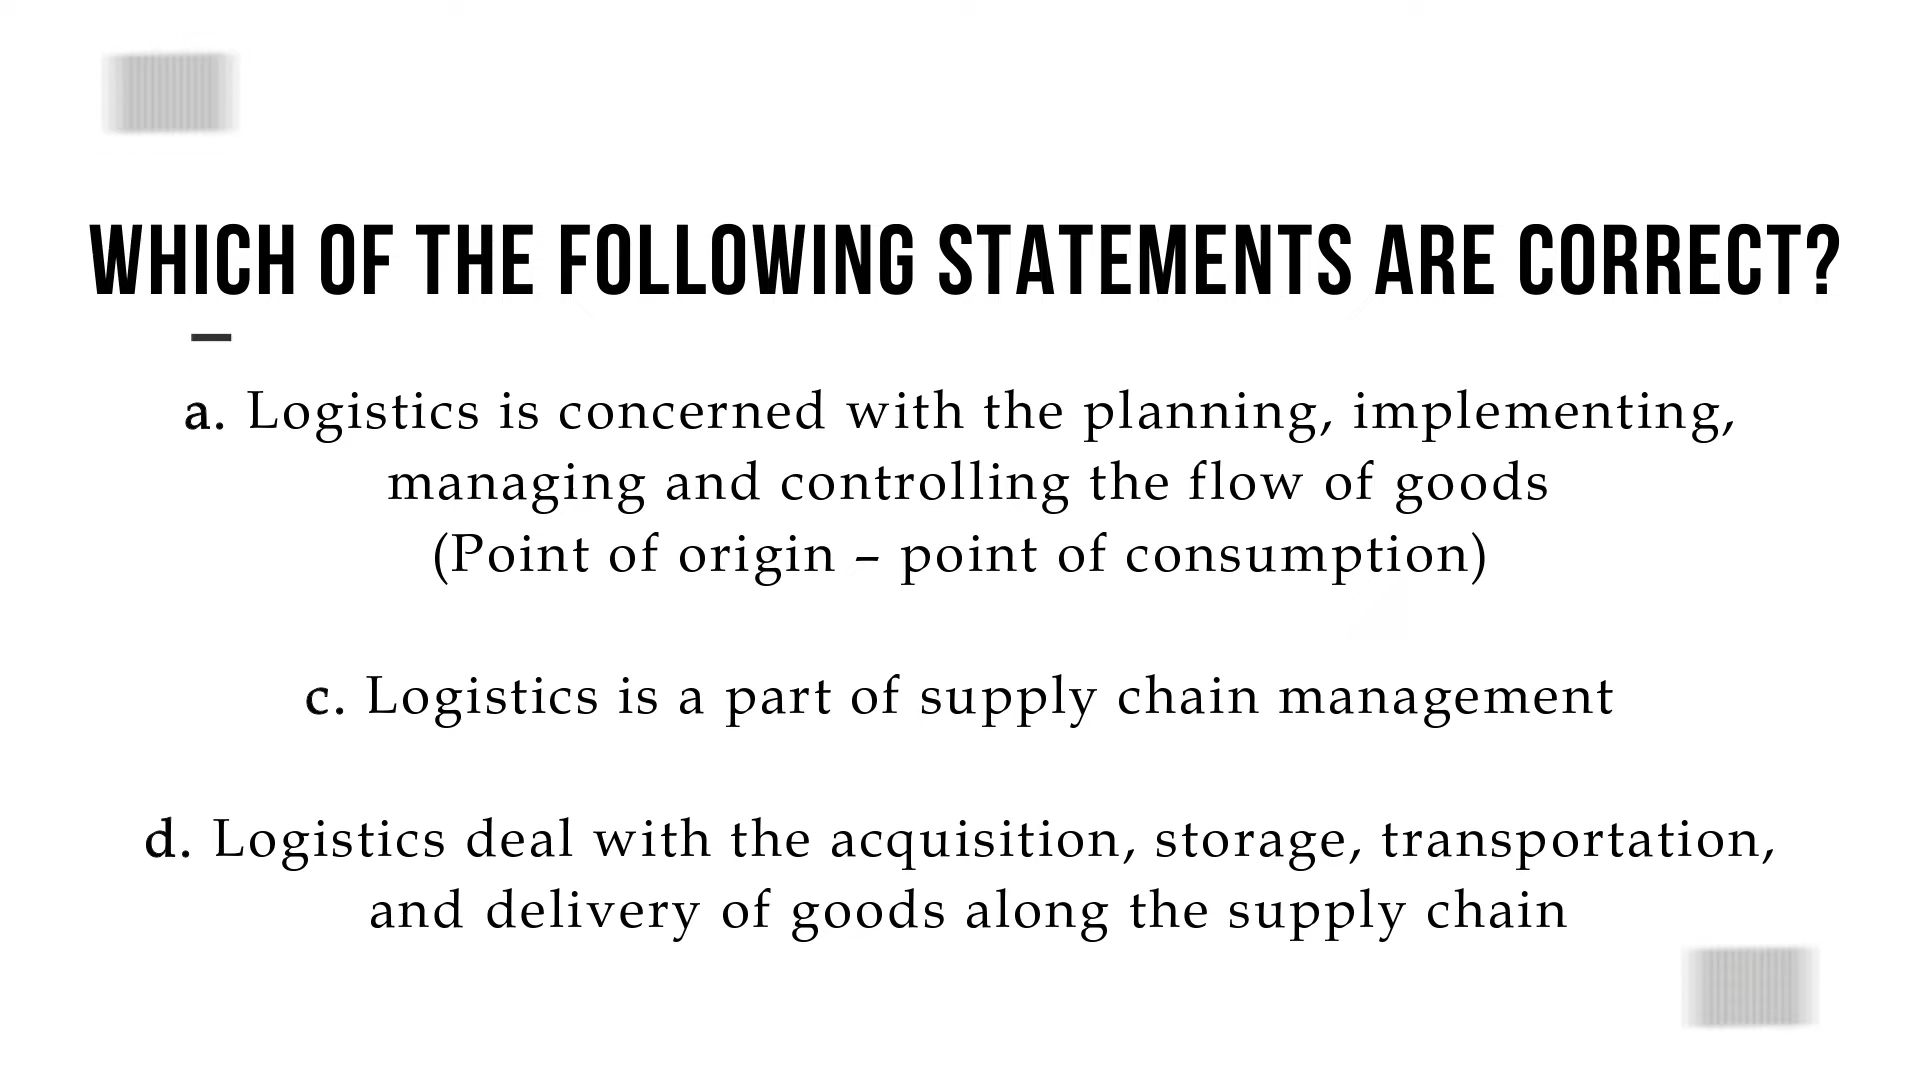 WHICH OF THE FOLLOWING STATEMENTS ARE CORRECT?
a. Logistics is concerned with the planning, implementing,
managing and controlling the flow of goods
(Point of origin – point of consumption)
c. Logistics is a part of supply chain management
d. Logistics deal with the acquisition, storage, transportation,
and delivery of goods along the supply chain